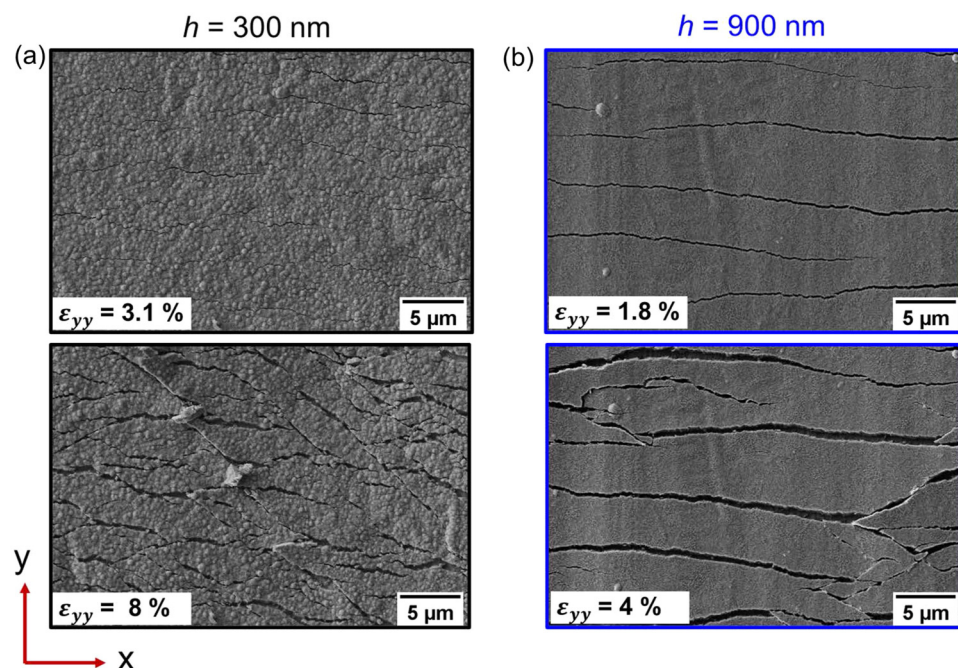 h = 300 nm
h = 900 nm
(a)
(b)
ε_yy = 3.1 %
5 µm
ε_yy = 1.8 %
5 µm
ε_yy = 8 %
5 µm
ε_yy = 4 %
5 µm
y
x